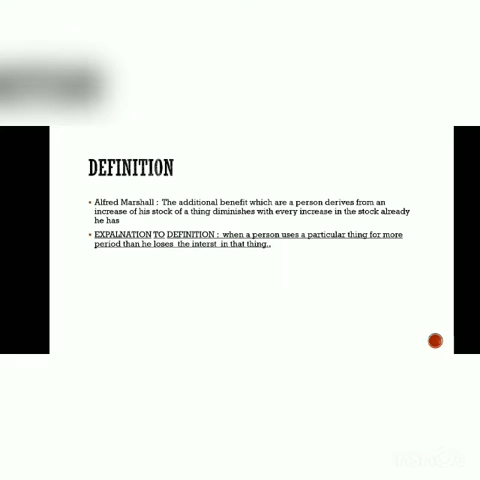 DEFINITION
▪ Alfred Marshall : The additional benefit which are a person derives from an
increase of his stock of a thing diminishes with every increase in the stock already
he has
▪ EXPALNATION TO DEFINITION : when a person uses a particular thing for more
period than he loses the interst in that thing..